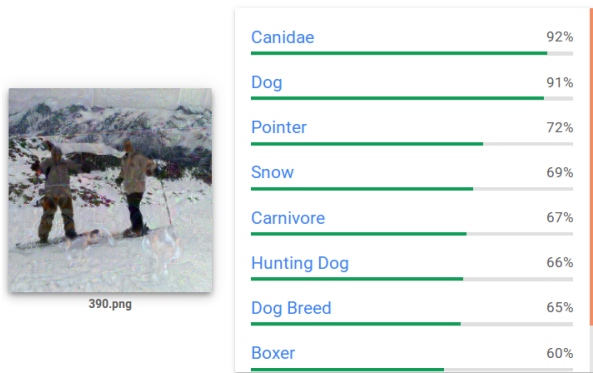 Canidae 92%
Dog 91%
Pointer 72%
Snow 69%
Carnivore 67%
Hunting Dog 66%
Dog Breed 65%
Boxer 60%
390.png